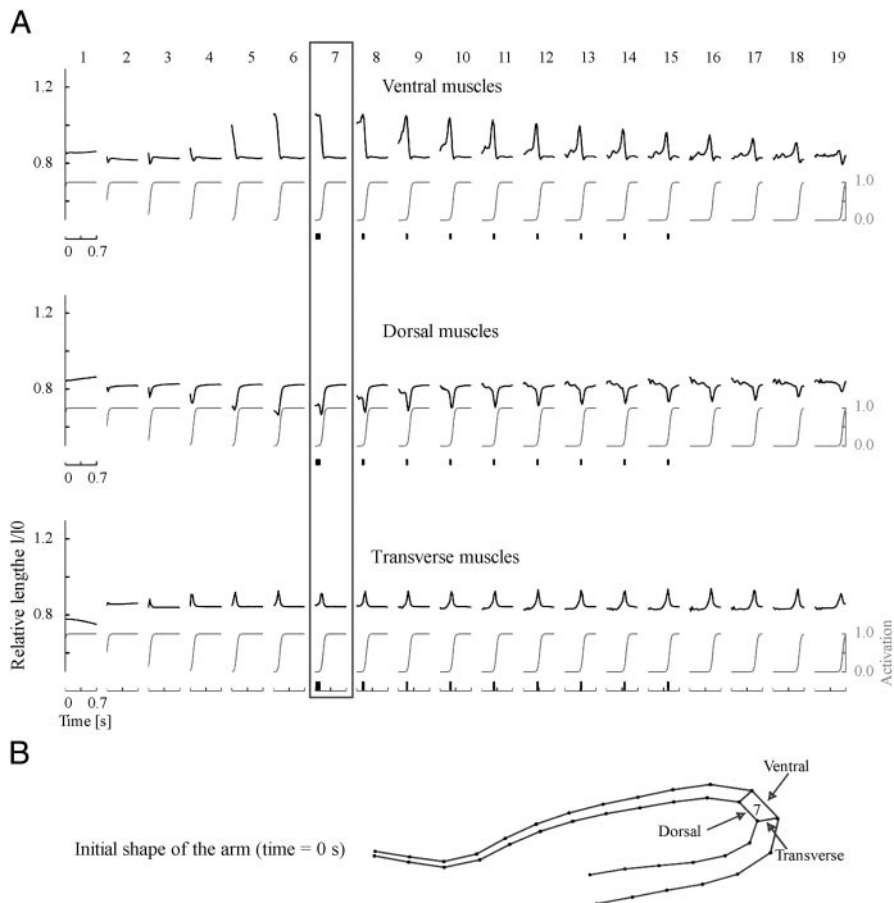 A
1 2 3 4 5 6 7 8 9 10 11 12 13 14 15 16 17 18 19
Ventral muscles
1.2
0.8
1.0
0.0
0 0.7
Dorsal muscles
1.2
0.8
1.0
0.0
0 0.7
Transverse muscles
1.2
0.8
1.0
0.0
0 0.7
Relative lengthe l/l0
Activation
Time [s]
B
Ventral
7
Dorsal
Transverse
Initial shape of the arm (time = 0 s)